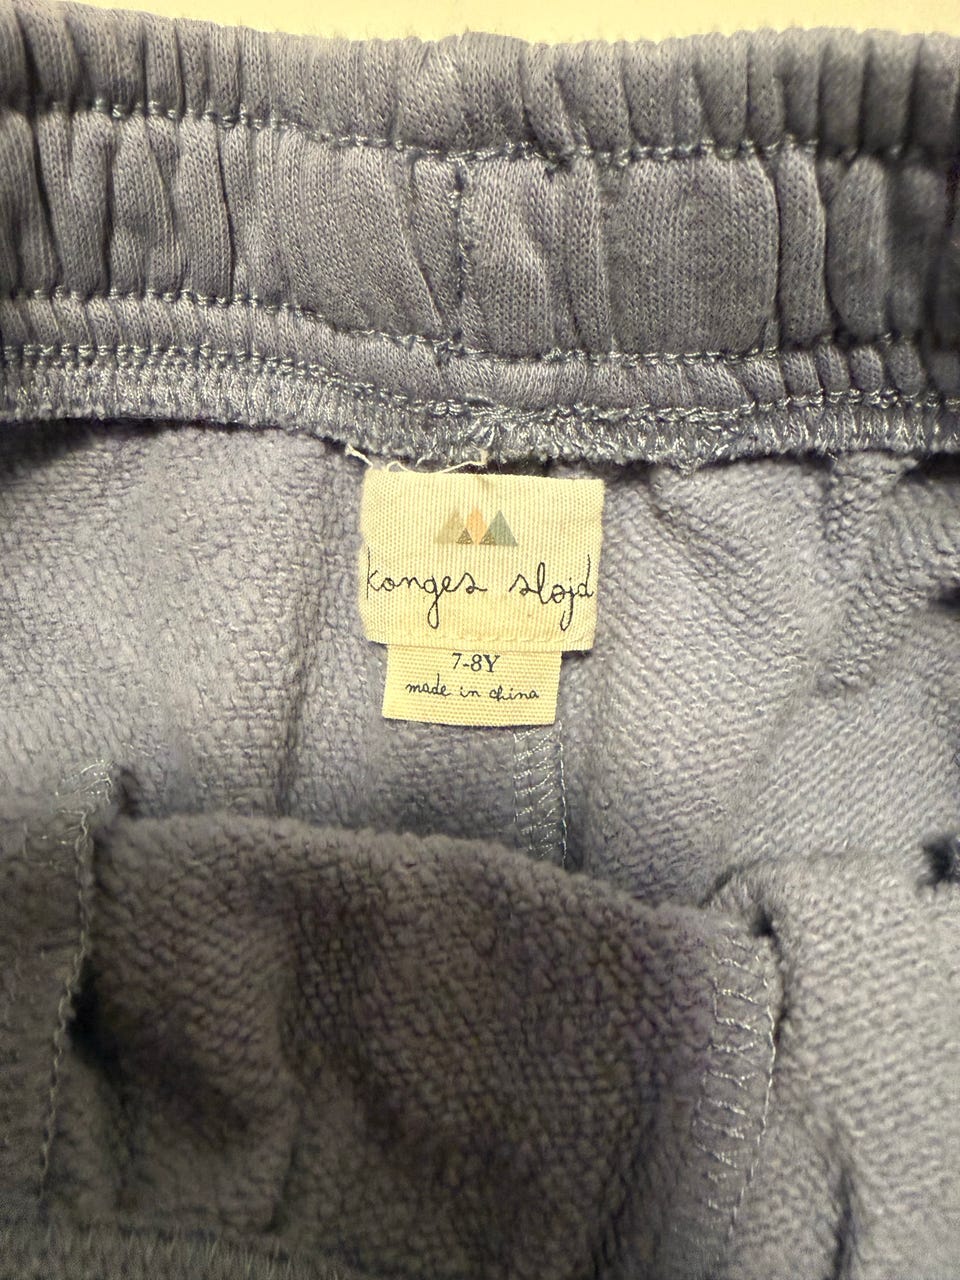 konges sløjd
7-8Y
made in china